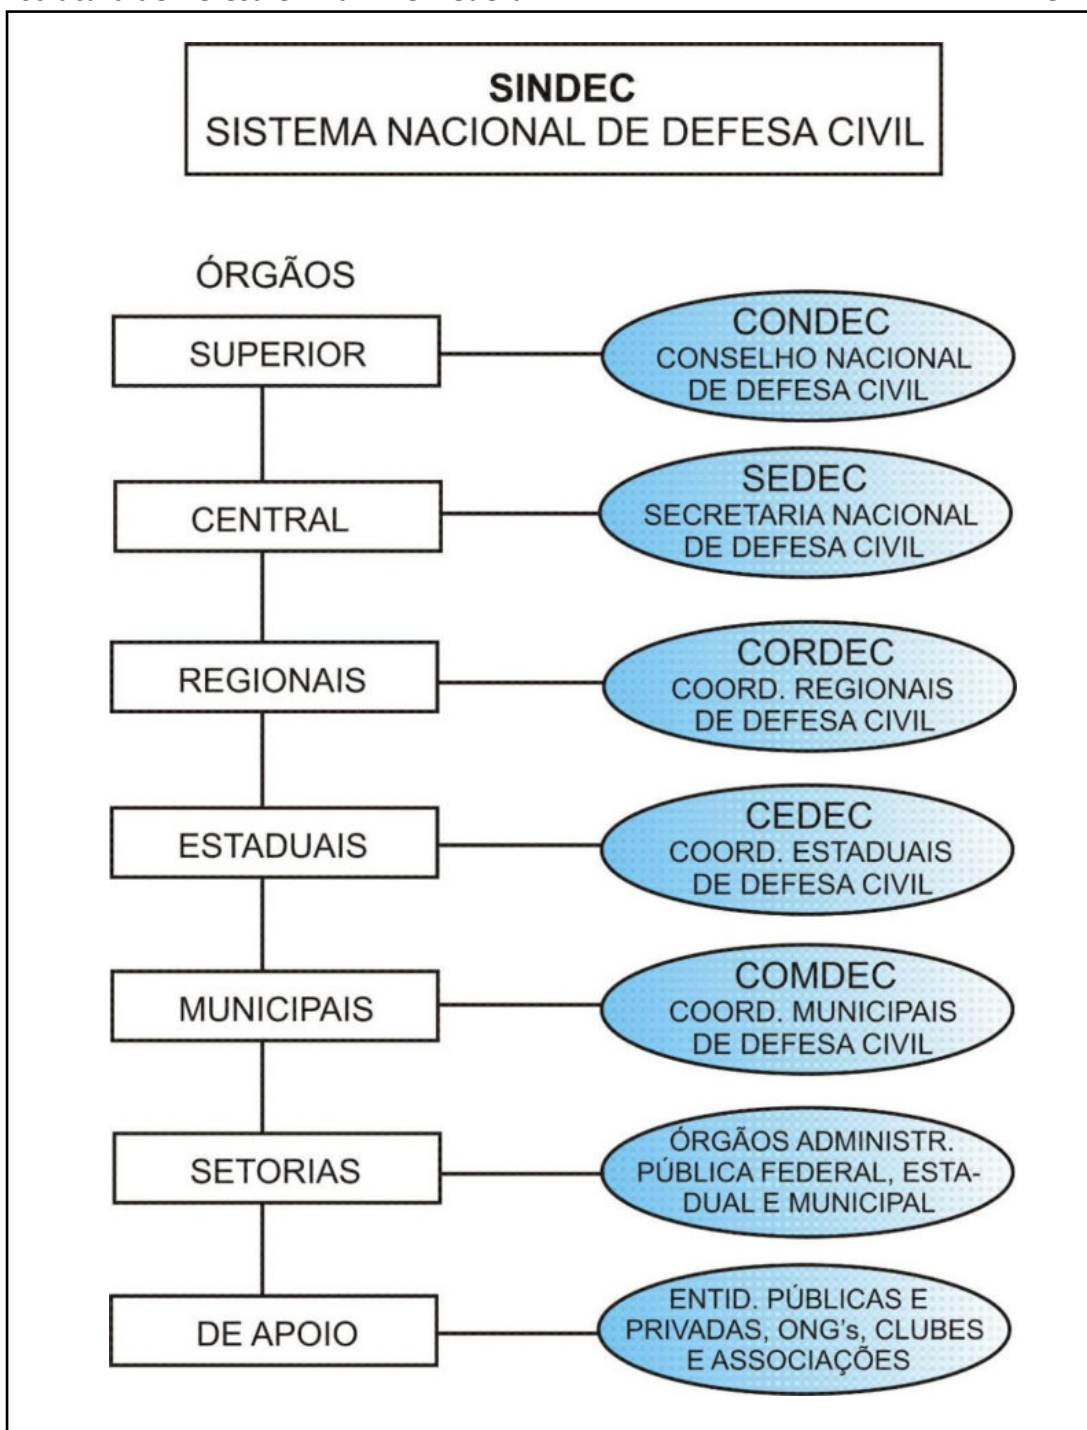 SINDEC
SISTEMA NACIONAL DE DEFESA CIVIL
ÓRGÃOS
SUPERIOR
CONDEC
CONSELHO NACIONAL
DE DEFESA CIVIL
CENTRAL
SEDEC
SECRETARIA NACIONAL
DE DEFESA CIVIL
REGIONAIS
CORDEC
COORD. REGIONAIS
DE DEFESA CIVIL
ESTADUAIS
CEDEC
COORD. ESTADUAIS
DE DEFESA CIVIL
MUNICIPAIS
COMDEC
COORD. MUNICIPAIS
DE DEFESA CIVIL
SETORIAS
ÓRGÃOS ADMINISTR.
PÚBLICA FEDERAL, ESTA-
DUAL E MUNICIPAL
DE APOIO
ENTID. PÚBLICAS E
PRIVADAS, ONG's, CLUBES
E ASSOCIAÇÕES